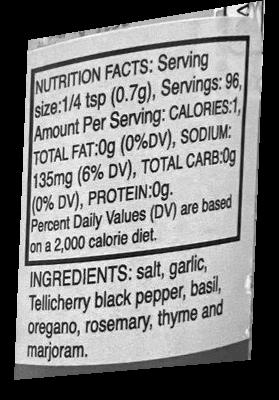 NUTRITION FACTS: Serving
size:1/4 tsp (0.7g), Servings: 96,
Amount Per Serving: CALORIES:1,
TOTAL FAT:0g (0%DV), SODIUM:
135mg (6% DV), TOTAL CARB:0g
(0% DV), PROTEIN:0g.
Percent Daily Values (DV) are based
on a 2,000 calorie diet.
INGREDIENTS: salt, garlic,
Tellicherry black pepper, basil,
oregano, rosemary, thyme and
marjoram.